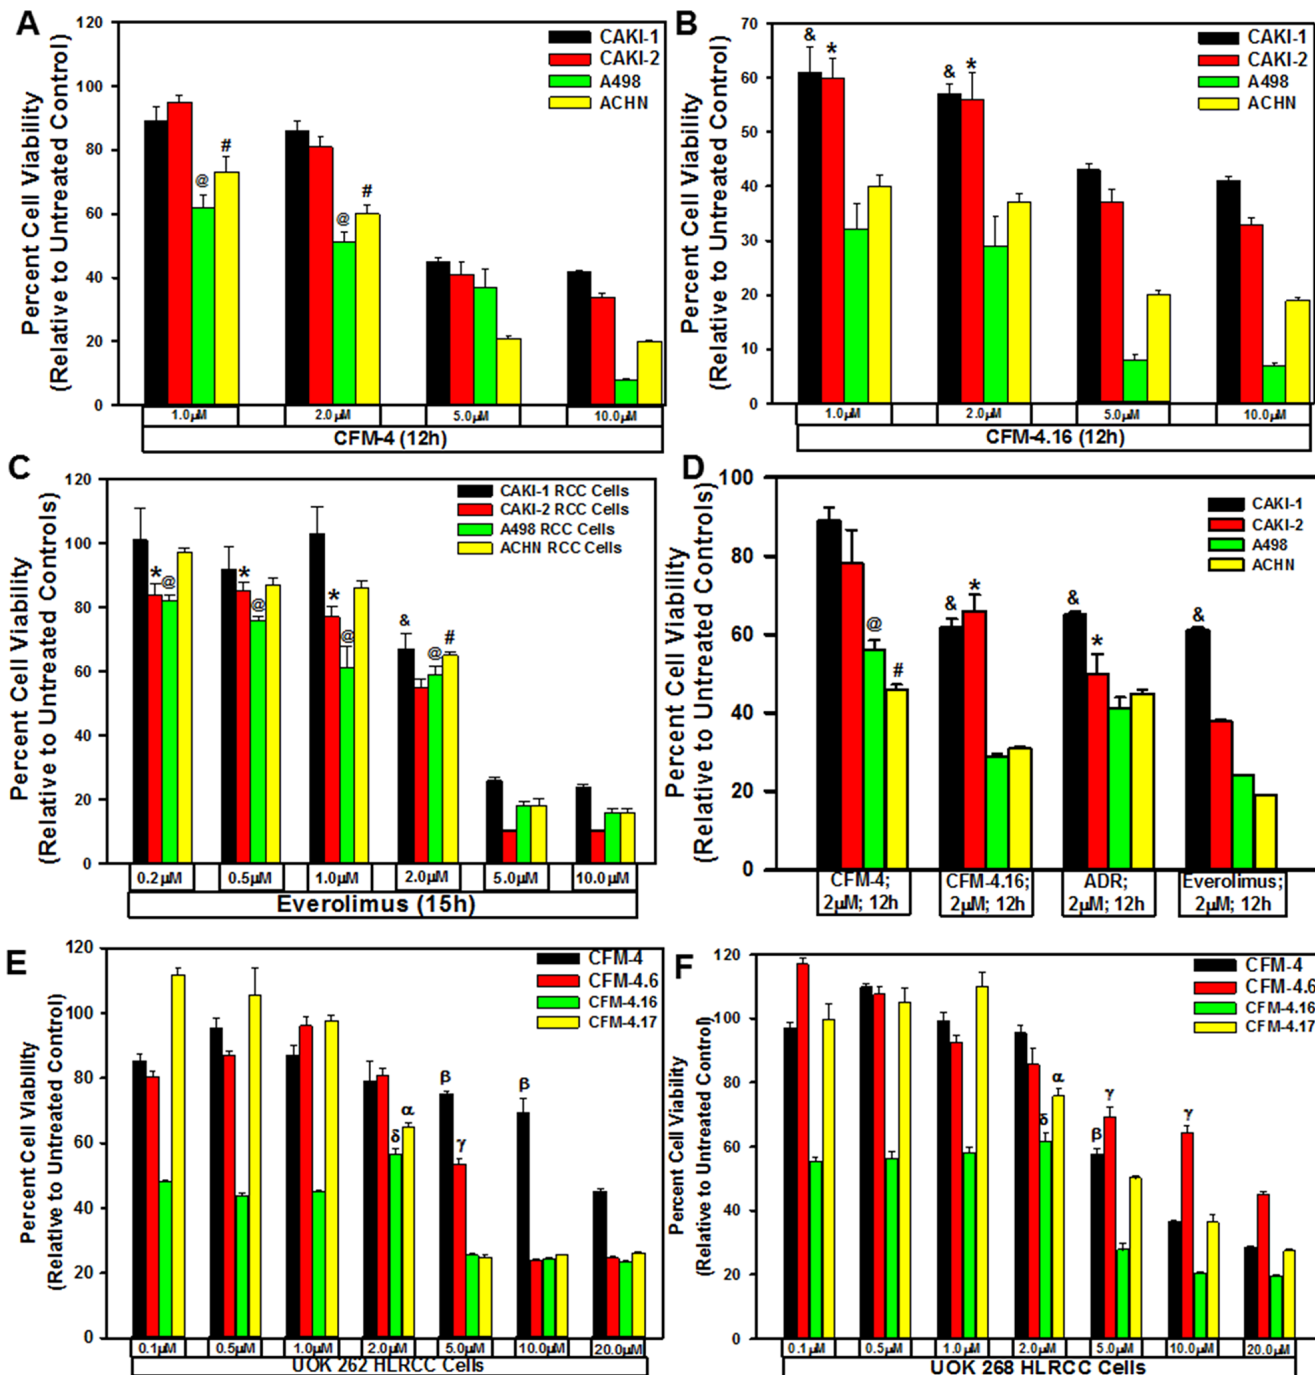 A
Percent Cell Viability
(Relative to Untreated Control)
120
100
80
60
40
20
0
CAKI-1
CAKI-2
A498
ACHN
@
#
@
#
1.0µM
2.0µM
5.0µM
10.0µM
CFM-4 (12h)
B
Percent Cell Viability
(Relative to Untreated Control)
70
60
50
40
30
20
10
0
CAKI-1
CAKI-2
A498
ACHN
&
*
&
*
1.0µM
2.0µM
5.0µM
10.0µM
CFM-4.16 (12h)
C
Percent Cell Viability
(Relative to Untreated Controls)
120
100
80
60
40
20
0
CAKI-1 RCC Cells
CAKI-2 RCC Cells
A498 RCC Cells
ACHN RCC Cells
*
@
*
@
*
@
&
@
#
0.2µM
0.5µM
1.0µM
2.0µM
5.0µM
10.0µM
Everolimus (15h)
D
Percent Cell Viability
(Relative to Untreated Controls)
100
80
60
40
20
0
CAKI-1
CAKI-2
A498
ACHN
@
#
&
*
&
*
&
CFM-4;
2µM; 12h
CFM-4.16;
2µM; 12h
ADR;
2µM; 12h
Everolimus;
2µM; 12h
E
Percent Cell Viability
(Relative to Untreated Control)
120
100
80
60
40
20
0
CFM-4
CFM-4.6
CFM-4.16
CFM-4.17
δ
α
β
γ
β
0.1µM
0.5µM
1.0µM
2.0µM
5.0µM
10.0µM
20.0µM
UOK 262 HLRCC Cells
F
Percent Cell Viability
(Relative to Untreated Control)
120
100
80
60
40
20
0
CFM-4
CFM-4.6
CFM-4.16
CFM-4.17
δ
α
β
γ
γ
0.1µM
0.5µM
1.0µM
2.0µM
5.0µM
10.0µM
20.0µM
UOK 268 HLRCC Cells